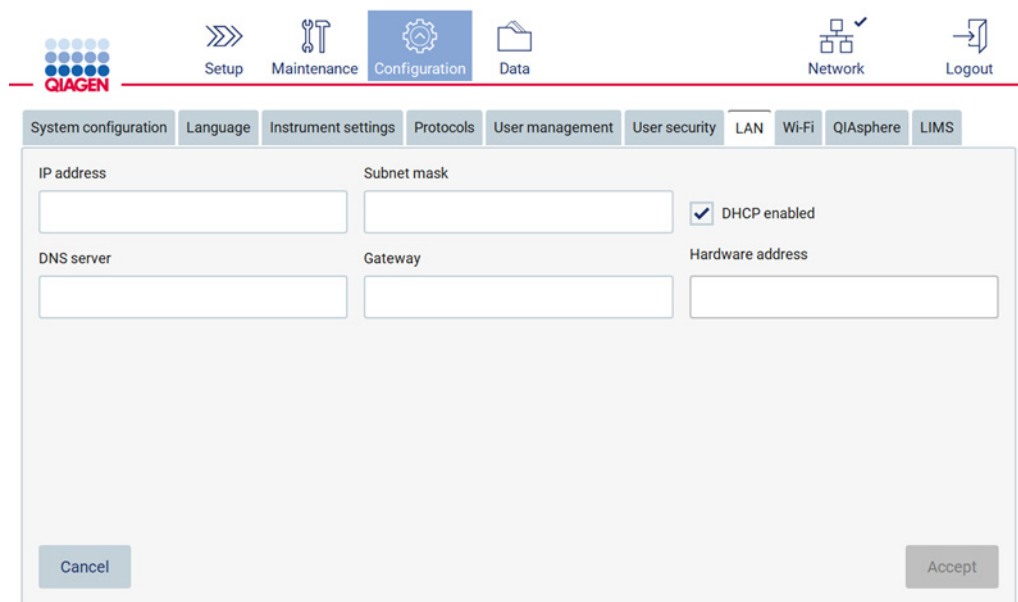 QIAGEN
Setup
Maintenance
Configuration
Data
Network
Logout
System configuration
Language
Instrument settings
Protocols
User management
User security
LAN
Wi-Fi
QIAsphere
LIMS
IP address
Subnet mask
DHCP enabled
DNS server
Gateway
Hardware address
Cancel
Accept